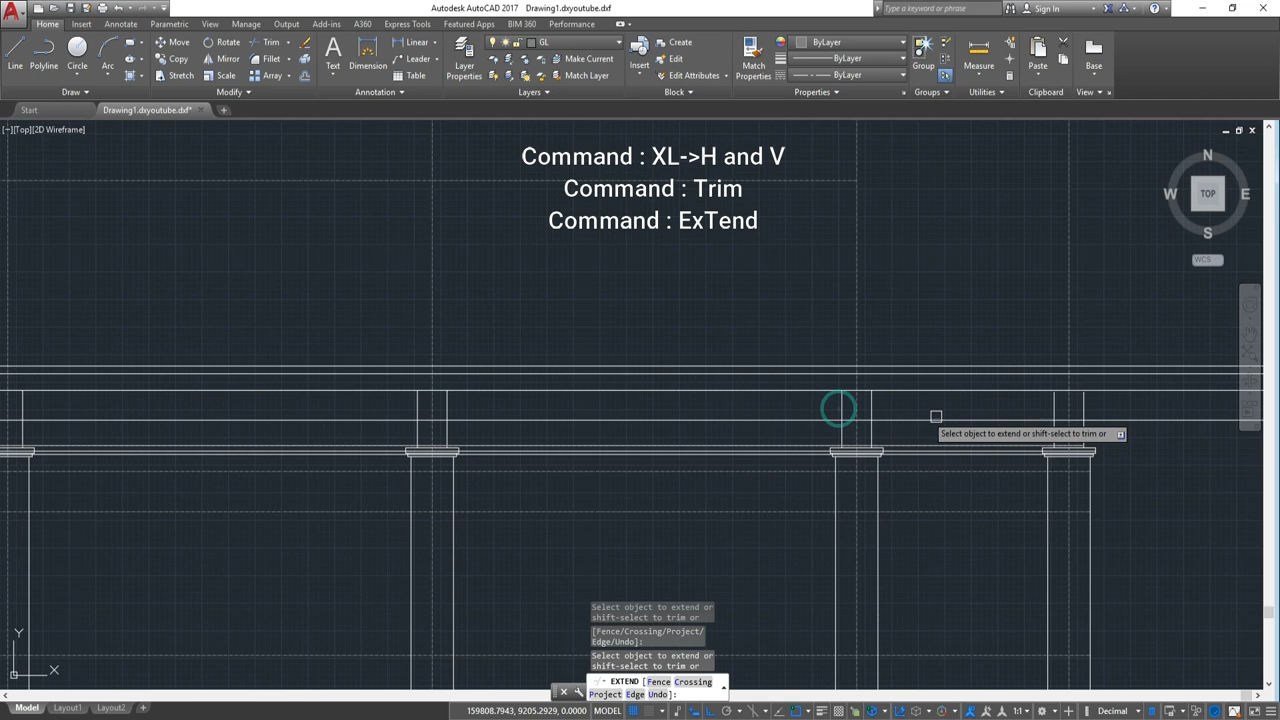 Autodesk AutoCAD 2017 Drawing1.dxyoutube.dxf
Type a keyword or phrase
Sign In
Home Insert Annotate Parametric View Manage Output Add-ins A360 Express Tools Featured Apps BIM 360 Performance
Line Polyline Circle Arc
Move Rotate Trim
Copy Mirror Fillet
Stretch Scale Array
Text Dimension
Linear
Leader
Table
Layer
Properties
GL
Make Current
Match Layer
Insert
Create
Edit
Edit Attributes
Match
Properties
ByLayer
ByLayer
ByLayer
Group
Measure
Paste
Base
Draw Modify Annotation Layers Block Properties Groups Utilities Clipboard View
Start Drawing1.dxyoutube.dxf*
[−][Top][2D Wireframe]
Command : XL->H and V
Command : Trim
Command : ExTend
N
W TOP E
S
WCS
Select object to extend or shift-select to trim or
Select object to extend or
shift-select to trim or
[Fence/Crossing/Project/
Edge/Undo]:
Select object to extend or
shift-select to trim or
EXTEND [Fence Crossing
Project Edge Undo]:
Y
X
Model Layout1 Layout2
159808.7943, 9205.2929, 0.0000 MODEL 1:1 Decimal